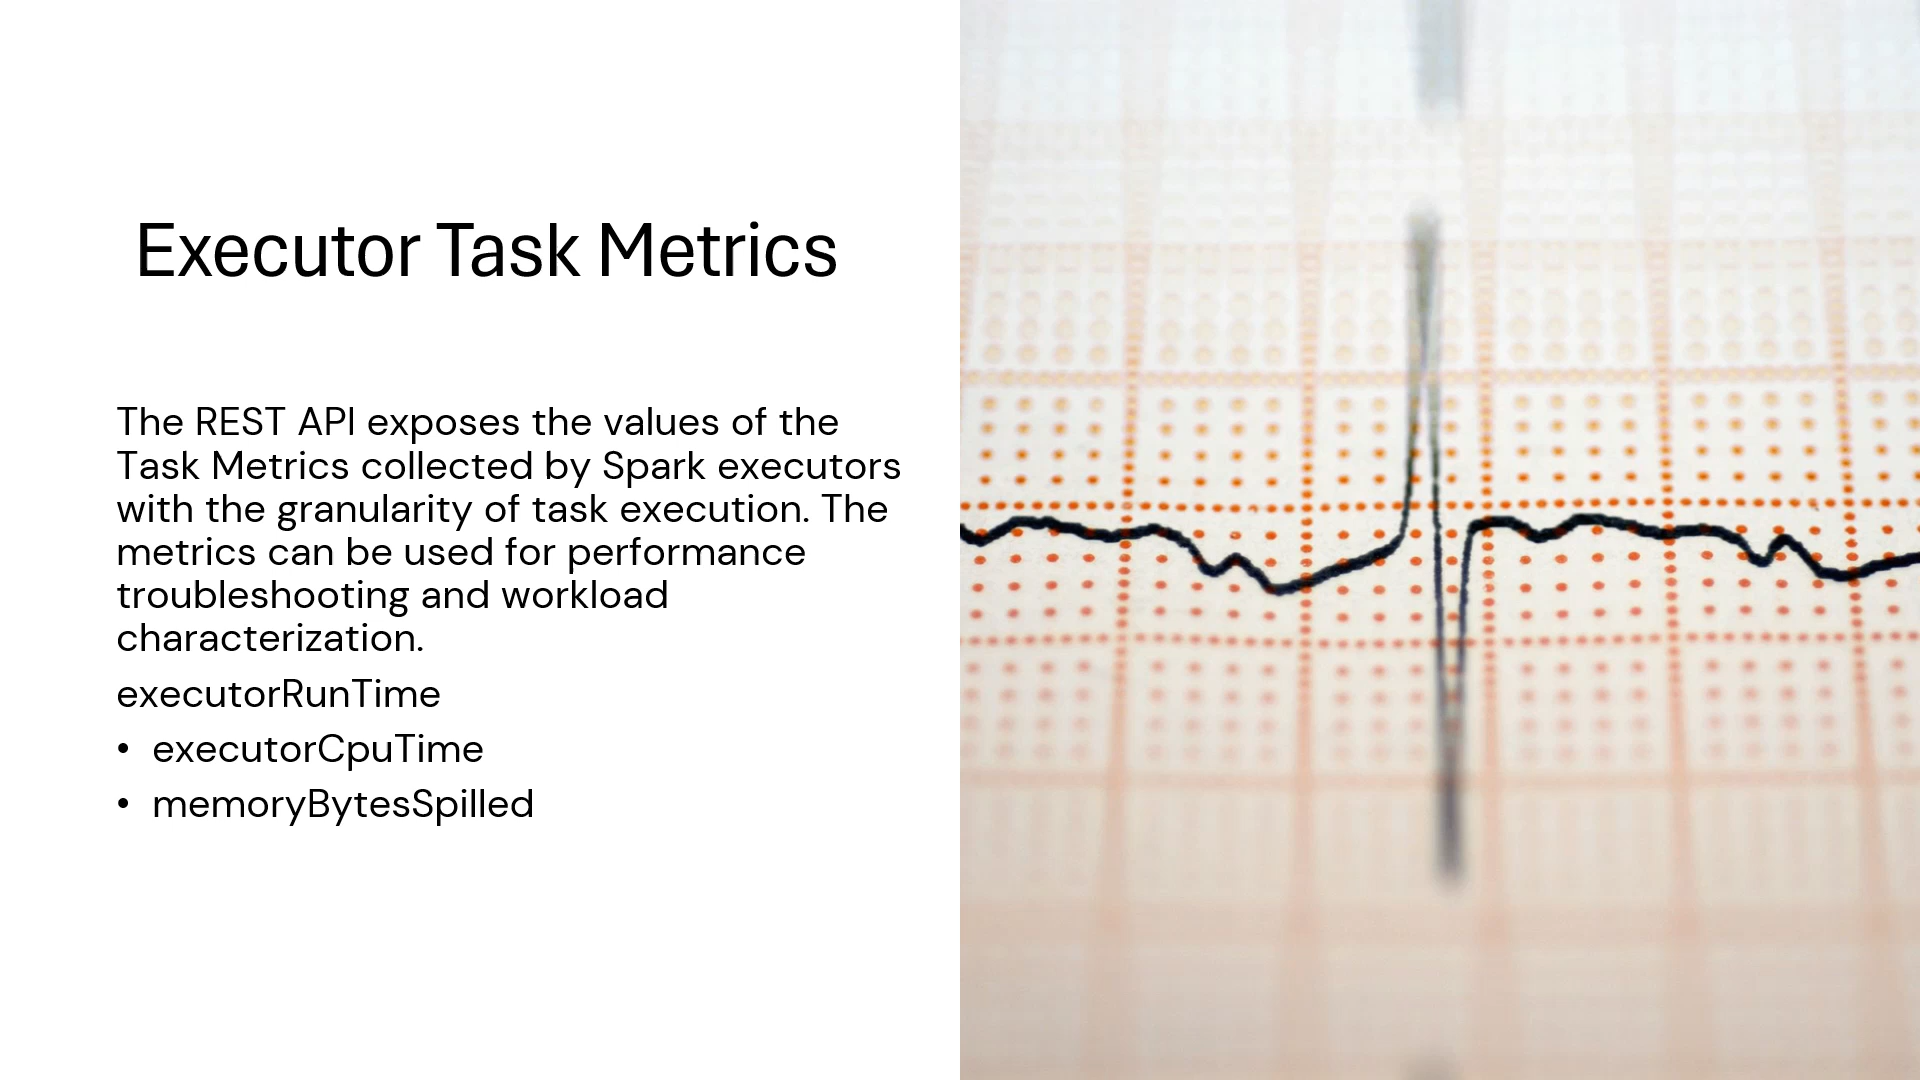 Executor Task Metrics
The REST API exposes the values of the
Task Metrics collected by Spark executors
with the granularity of task execution. The
metrics can be used for performance
troubleshooting and workload
characterization.
executorRunTime
• executorCpuTime
• memoryBytesSpilled